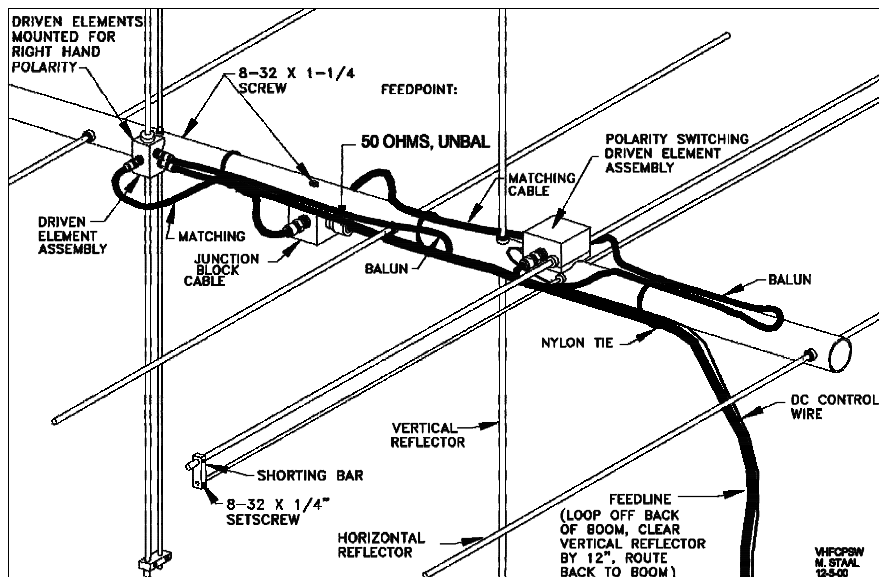 DRIVEN ELEMENTS
MOUNTED FOR
RIGHT HAND
POLARITY
8-32 X 1-1/4
SCREW
FEEDPOINT:
50 OHMS, UNBAL
POLARITY SWITCHING
DRIVEN ELEMENT
ASSEMBLY
MATCHING
CABLE
DRIVEN
ELEMENT
ASSEMBLY
MATCHING
JUNCTION
BLOCK
CABLE
BALUN
BALUN
NYLON TIE
DC CONTROL
WIRE
VERTICAL
REFLECTOR
SHORTING BAR
8-32 X 1/4"
SETSCREW
HORIZONTAL
REFLECTOR
FEEDLINE
(LOOP OFF BACK
OF BOOM, CLEAR
VERTICAL REFLECTOR
BY 12", ROUTE
BACK TO BOOM)
VHFCPSW
M. STAAL
12-5-00